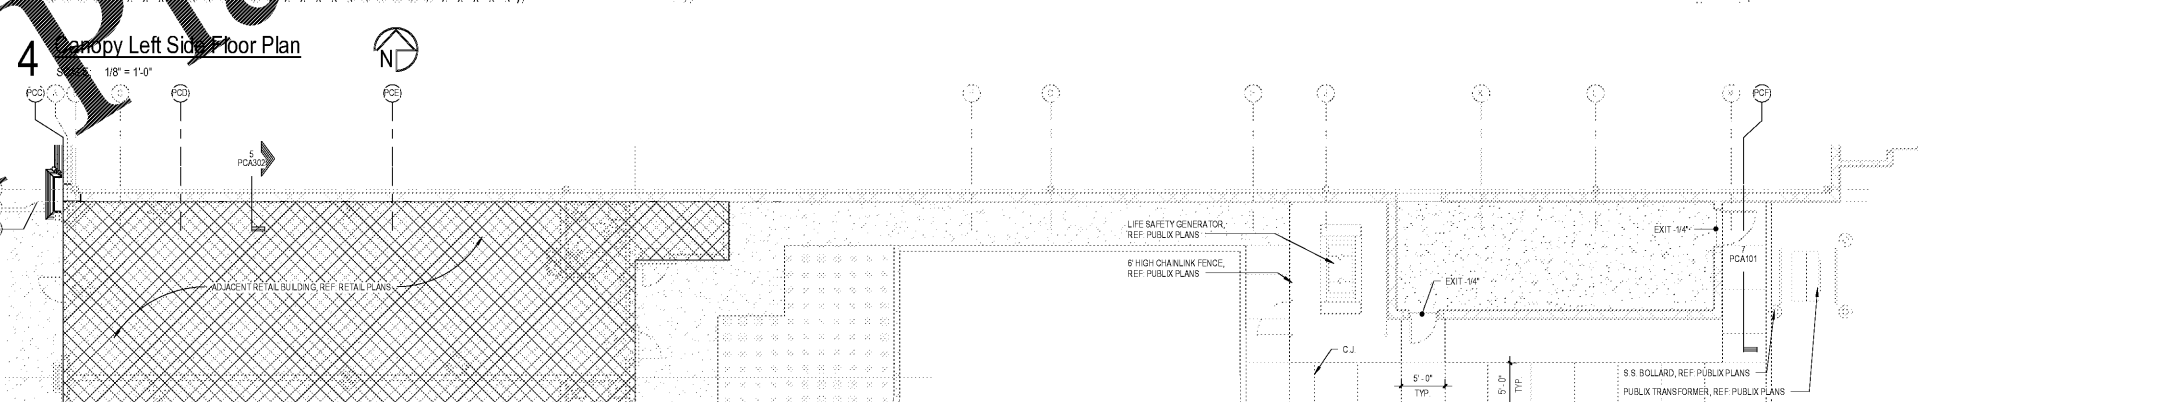 4 Canopy Left Side Floor Plan
SCALE: 1/8" = 1'-0"
N
PCC
PCD
PCE
PCF
5
PCA302
LIFE SAFETY GENERATOR,
REF: PUBLIX PLANS
6' HIGH CHAINLINK FENCE,
REF: PUBLIX PLANS
ADJACENT RETAIL BUILDING, REF: RETAIL PLANS
EXIT -1/4"
EXIT -1/4"
7
PCA101
C.J.
5' - 0"
TYP
5' - 0"
TYP.
S.S. BOLLARD, REF: PUBLIX PLANS
PUBLIX TRANSFORMER, REF: PUBLIX PLANS